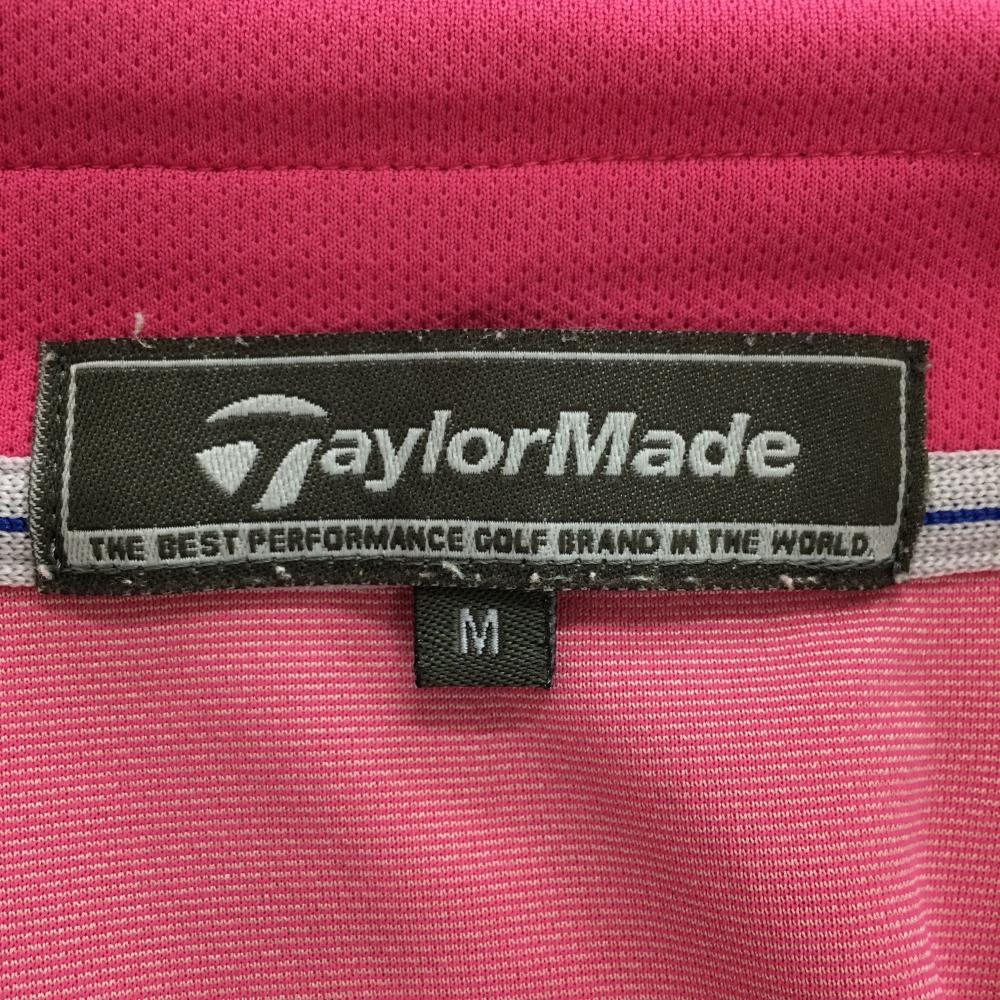 TaylorMade
THE BEST PERFORMANCE GOLF BRAND IN THE WORLD.
M